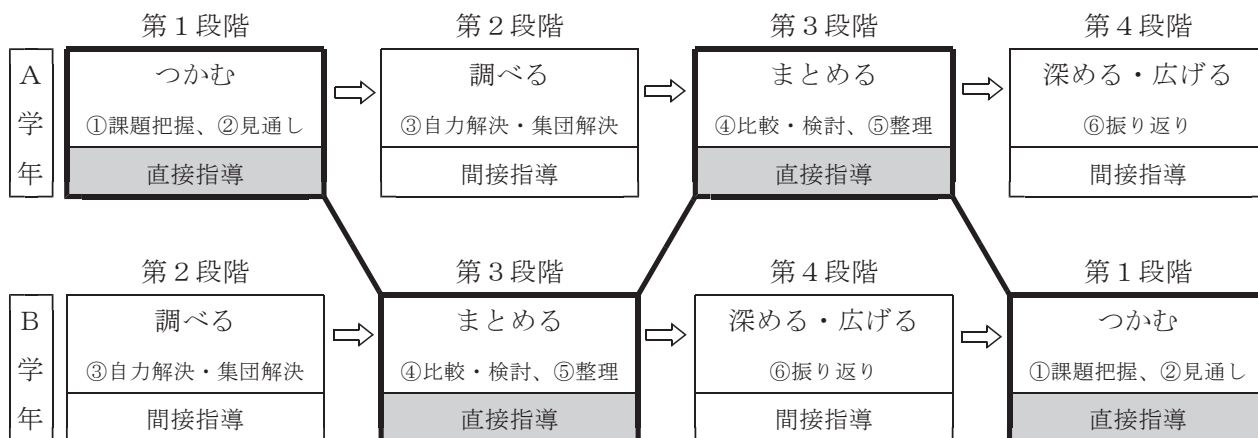 第１段階 第２段階 第３段階 第４段階
A学年
つかむ 調べる まとめる 深める・広げる
①課題把握、②見通し ③自力解決・集団解決 ④比較・検討、⑤整理 ⑥振り返り
直接指導 間接指導 直接指導 間接指導
第２段階 第３段階 第４段階 第１段階
B学年
調べる まとめる 深める・広げる つかむ
③自力解決・集団解決 ④比較・検討、⑤整理 ⑥振り返り ①課題把握、②見通し
間接指導 直接指導 間接指導 直接指導